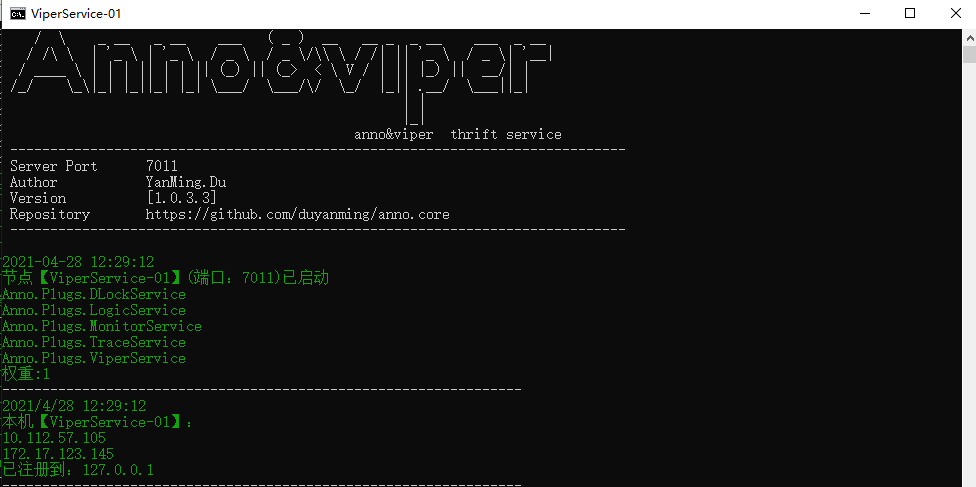 ViperService-01
Anno&viper
anno&viper  thrift service
-----------------------------------------------------------------------------
Server Port      7011
Author           YanMing.Du
Version          [1.0.3.3]
Repository       https://github.com/duyanming/anno.core
-----------------------------------------------------------------------------
2021-04-28 12:29:12
节点【ViperService-01】(端口：7011)已启动
Anno.Plugs.DLockService
Anno.Plugs.LogicService
Anno.Plugs.MonitorService
Anno.Plugs.TraceService
Anno.Plugs.ViperService
权重:1
-----------------------------------------------------------------
2021/4/28 12:29:12
本机【ViperService-01】：
10.112.57.105
172.17.123.145
已注册到：127.0.0.1
-----------------------------------------------------------------